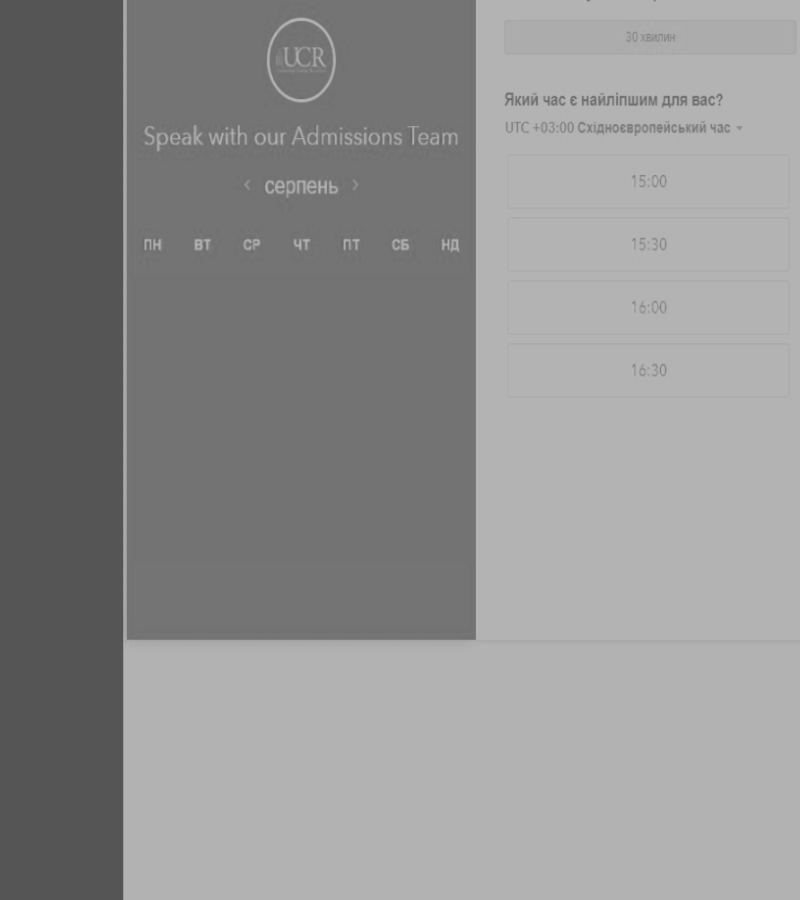 UCR
Speak with our Admissions Team
серпень
ПН ВТ СР ЧТ ПТ СБ НД
30 хвилин
Який час є найліпшим для вас?
UTC +03:00 Східноєвропейський час
15:00
15:30
16:00
16:30